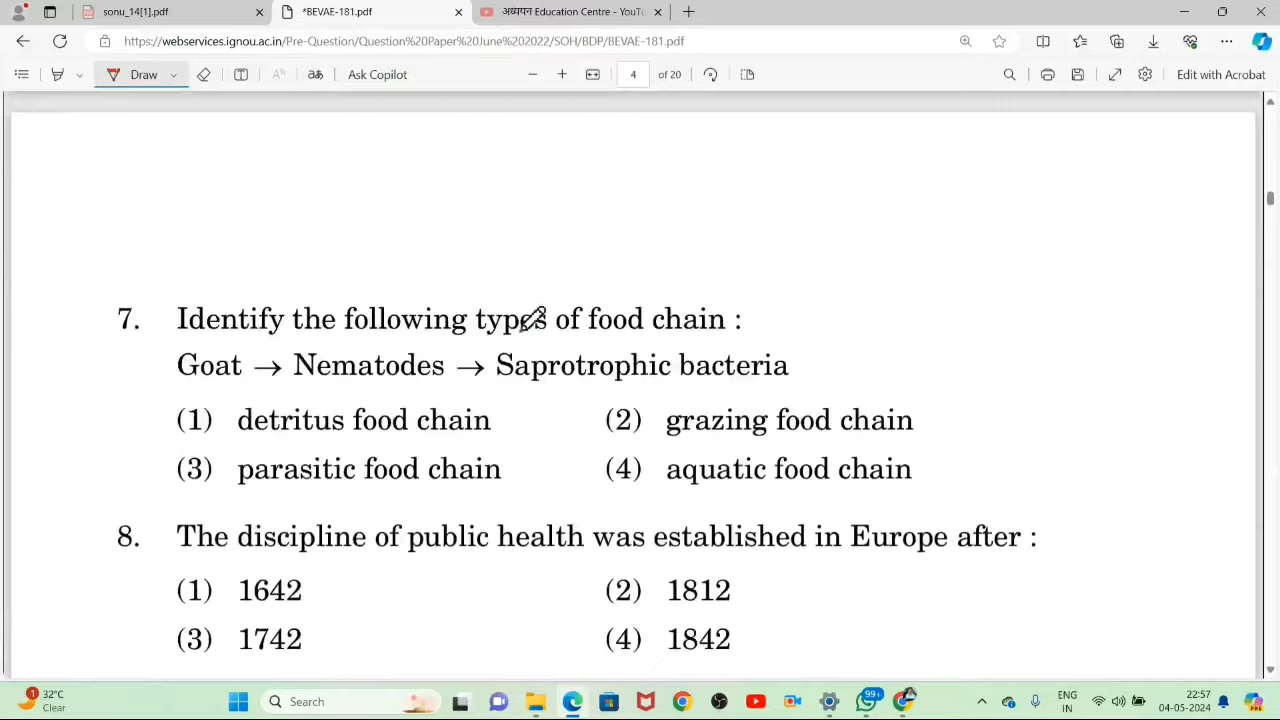 sonu_14[1].pdf
*BEVAE-181.pdf
अध्ययन Education Centre - YouTu
https://webservices.ignou.ac.in/Pre-Question/Question%20Paper%20June%202022/SOH/BDP/BEVAE-181.pdf
Draw
Ask Copilot
4 of 20
Edit with Acrobat
7. Identify the following types of food chain :
Goat → Nematodes → Saprotrophic bacteria
(1) detritus food chain (2) grazing food chain
(3) parasitic food chain (4) aquatic food chain
8. The discipline of public health was established in Europe after :
(1) 1642 (2) 1812
(3) 1742 (4) 1842
1 32°C
Clear
Search
99+
ENG
IN
22:57
04-05-2024